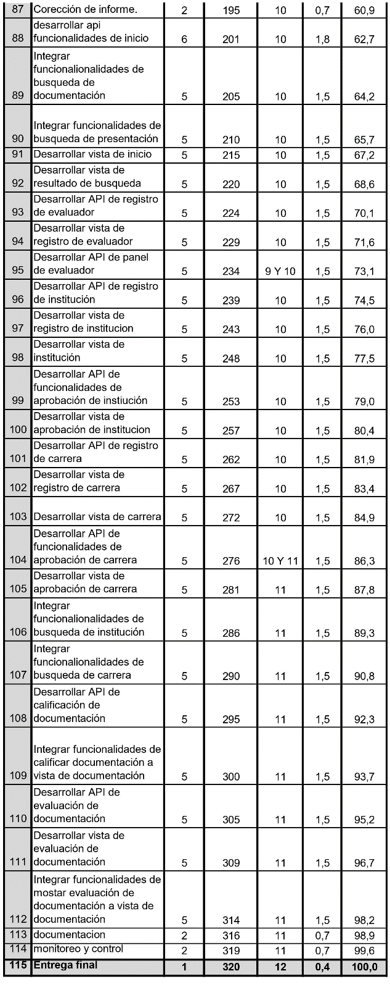 87 Corección de informe. 2 195 10 0,7 60,9
desarrollar api
88 funcionalidades de inicio 6 201 10 1,8 62,7
Integrar
funcionalionalidades de
busqueda de
89 documentación 5 205 10 1,5 64,2
Integrar funcionalidades de
90 busqueda de presentación 5 210 10 1,5 65,7
91 Desarrollar vista de inicio 5 215 10 1,5 67,2
Desarrollar vista de
92 resultado de busqueda 5 220 10 1,5 68,6
Desarrollar API de registro
93 de evaluador 5 224 10 1,5 70,1
Desarrollar vista de
94 registro de evaluador 5 229 10 1,5 71,6
Desarrollar API de panel
95 de evaluador 5 234 9 Y 10 1,5 73,1
Desarrollar API de registro
96 de institución 5 239 10 1,5 74,5
Desarrollar vista de
97 registro de institucion 5 243 10 1,5 76,0
Desarrollar vista de
98 institución 5 248 10 1,5 77,5
Desarrollar API de
funcionalidades de
99 aprobación de instiución 5 253 10 1,5 79,0
Desarrollar vista de
100 aprobación de institucion 5 257 10 1,5 80,4
Desarrollar API de registro
101 de carrera 5 262 10 1,5 81,9
Desarrollar vista de
102 registro de carrera 5 267 10 1,5 83,4
103 Desarrollar vista de carrera 5 272 10 1,5 84,9
Desarrollar API de
funcionalidades de
104 aprobación de carrera 5 276 10 Y 11 1,5 86,3
Desarrollar vista de
105 aprobación de carrera 5 281 11 1,5 87,8
Integrar
funcionalionalidades de
106 busqueda de institución 5 286 11 1,5 89,3
Integrar
funcionalionalidades de
107 busqueda de carrera 5 290 11 1,5 90,8
Desarrollar API de
calificación de
108 documentación 5 295 11 1,5 92,3
Integrar funcionalidades de
calificar documentación a
109 vista de documentación 5 300 11 1,5 93,7
Desarrollar API de
evaluación de
110 documentación 5 305 11 1,5 95,2
Desarrollar vista de
evaluación de
111 documentación 5 309 11 1,5 96,7
Integrar funcionalidades de
mostar evaluación de
documentación a vista de
112 documentación 5 314 11 1,5 98,2
113 documentacion 2 316 11 0,7 98,9
114 monitoreo y control 2 319 11 0,7 99,6
115 Entrega final 1 320 12 0,4 100,0